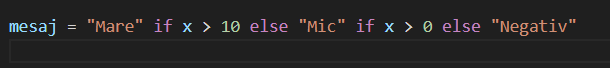 mesaj = "Mare" if x > 10 else "Mic" if x > 0 else "Negativ"